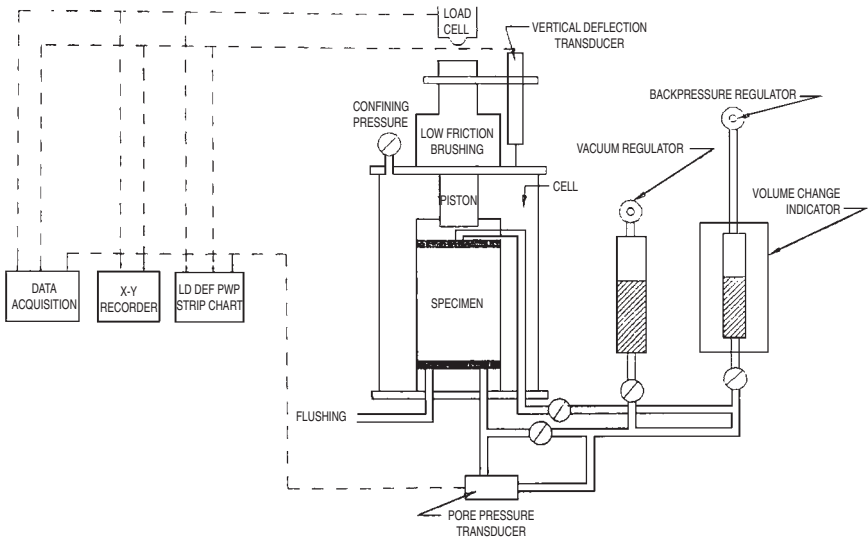 LOAD
CELL
VERTICAL DEFLECTION
TRANSDUCER
BACKPRESSURE REGULATOR
CONFINING
PRESSURE
LOW FRICTION
BRUSHING
VACUUM REGULATOR
PISTON
CELL
VOLUME CHANGE
INDICATOR
DATA
ACQUISITION
X-Y
RECORDER
LD DEF PWP
STRIP CHART
SPECIMEN
FLUSHING
PORE PRESSURE
TRANSDUCER